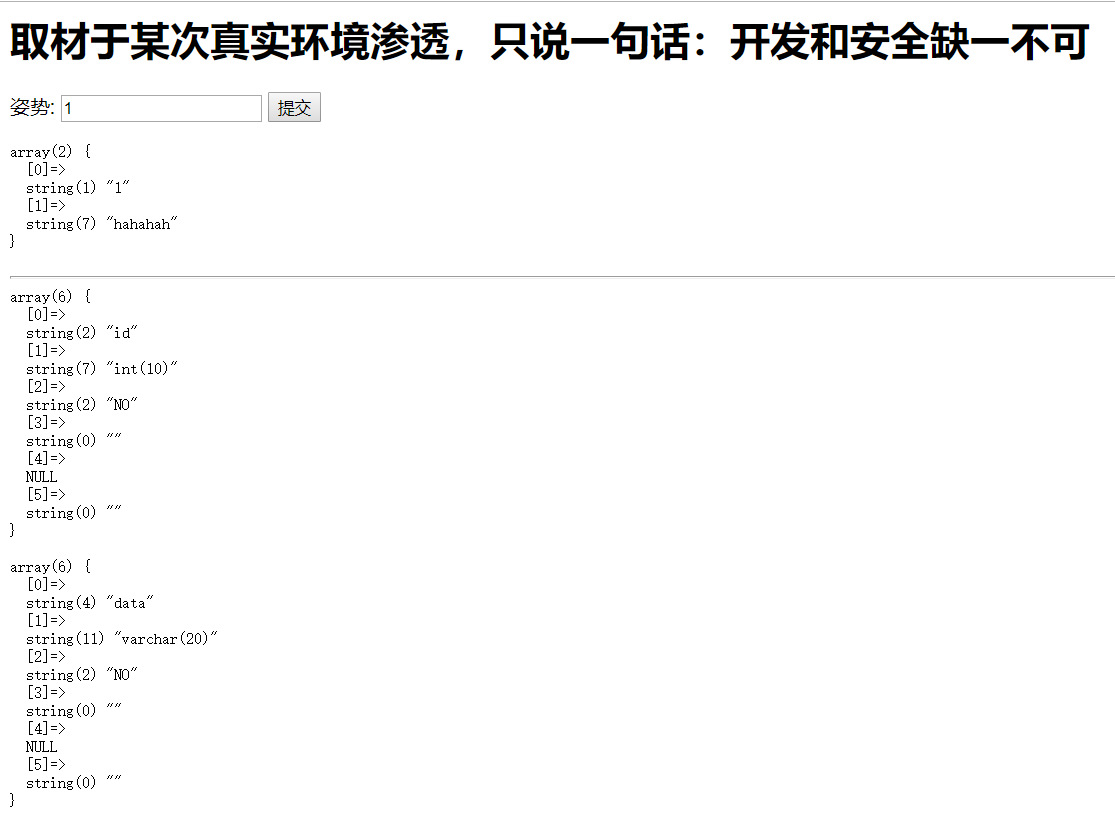 取材于某次真实环境渗透，只说一句话：开发和安全缺一不可
姿势: 1 提交
array(2) {
[0]=>
string(1) "1"
[1]=>
string(7) "hahahah"
}
array(6) {
[0]=>
string(2) "id"
[1]=>
string(7) "int(10)"
[2]=>
string(2) "NO"
[3]=>
string(0) ""
[4]=>
NULL
[5]=>
string(0) ""
}
array(6) {
[0]=>
string(4) "data"
[1]=>
string(11) "varchar(20)"
[2]=>
string(2) "NO"
[3]=>
string(0) ""
[4]=>
NULL
[5]=>
string(0) ""
}